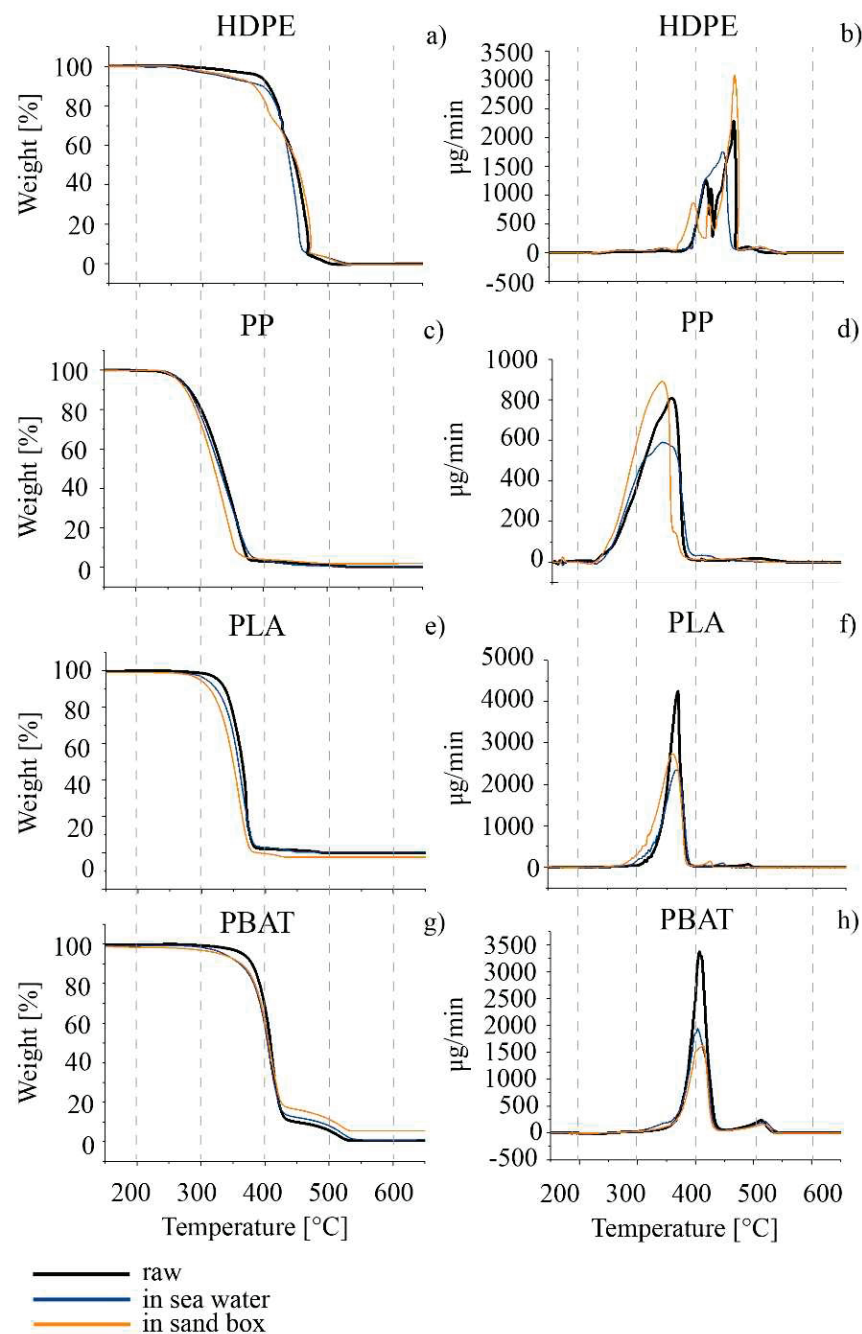 HDPE
a)
Weight [%]
100
80
60
40
20
0
HDPE
b)
µg/min
3500
3000
2500
2000
1500
1000
500
0
-500
PP
c)
Weight [%]
100
80
60
40
20
0
PP
d)
µg/min
1000
800
600
400
200
0
PLA
e)
Weight [%]
100
80
60
40
20
0
PLA
f)
µg/min
5000
4000
3000
2000
1000
0
PBAT
g)
Weight [%]
100
80
60
40
20
0
200 300 400 500 600
Temperature [°C]
PBAT
h)
µg/min
3500
3000
2500
2000
1500
1000
500
0
-500
200 300 400 500 600
Temperature [°C]
raw
in sea water
in sand box